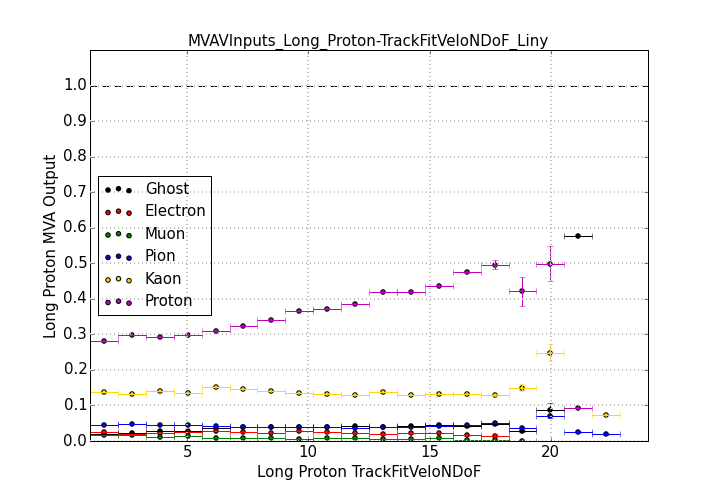 MVAVInputs_Long_Proton-TrackFitVeloNDoF_Liny
Long Proton MVA Output
1.0
0.9
0.8
0.7
0.6
0.5
0.4
0.3
0.2
0.1
0.0
Ghost
Electron
Muon
Pion
Kaon
Proton
5
10
15
20
Long Proton TrackFitVeloNDoF